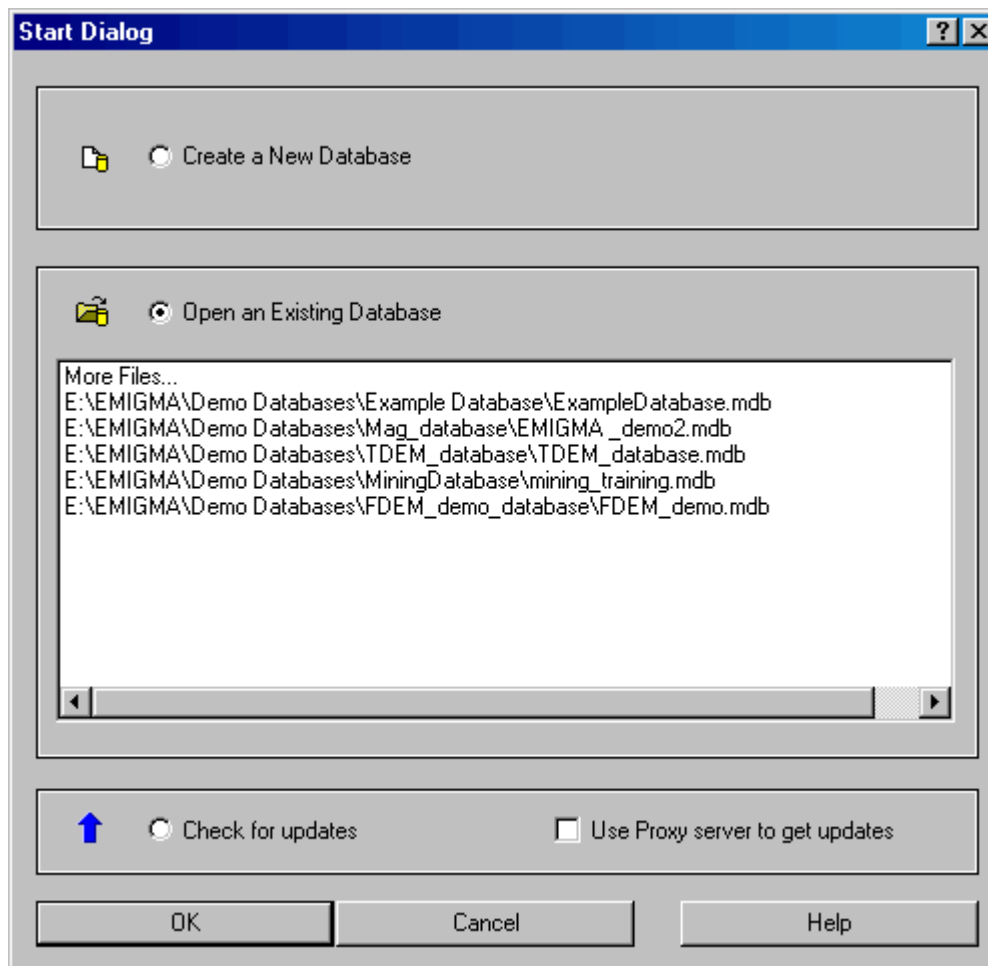 Start Dialog
Create a New Database
Open an Existing Database
More Files...
E:\EMIGMA\Demo Databases\Example Database\ExampleDatabase.mdb
E:\EMIGMA\Demo Databases\Mag_database\EMIGMA _demo2.mdb
E:\EMIGMA\Demo Databases\TDEM_database\TDEM_database.mdb
E:\EMIGMA\Demo Databases\MiningDatabase\mining_training.mdb
E:\EMIGMA\Demo Databases\FDEM_demo_database\FDEM_demo.mdb
Check for updates Use Proxy server to get updates
OK Cancel Help